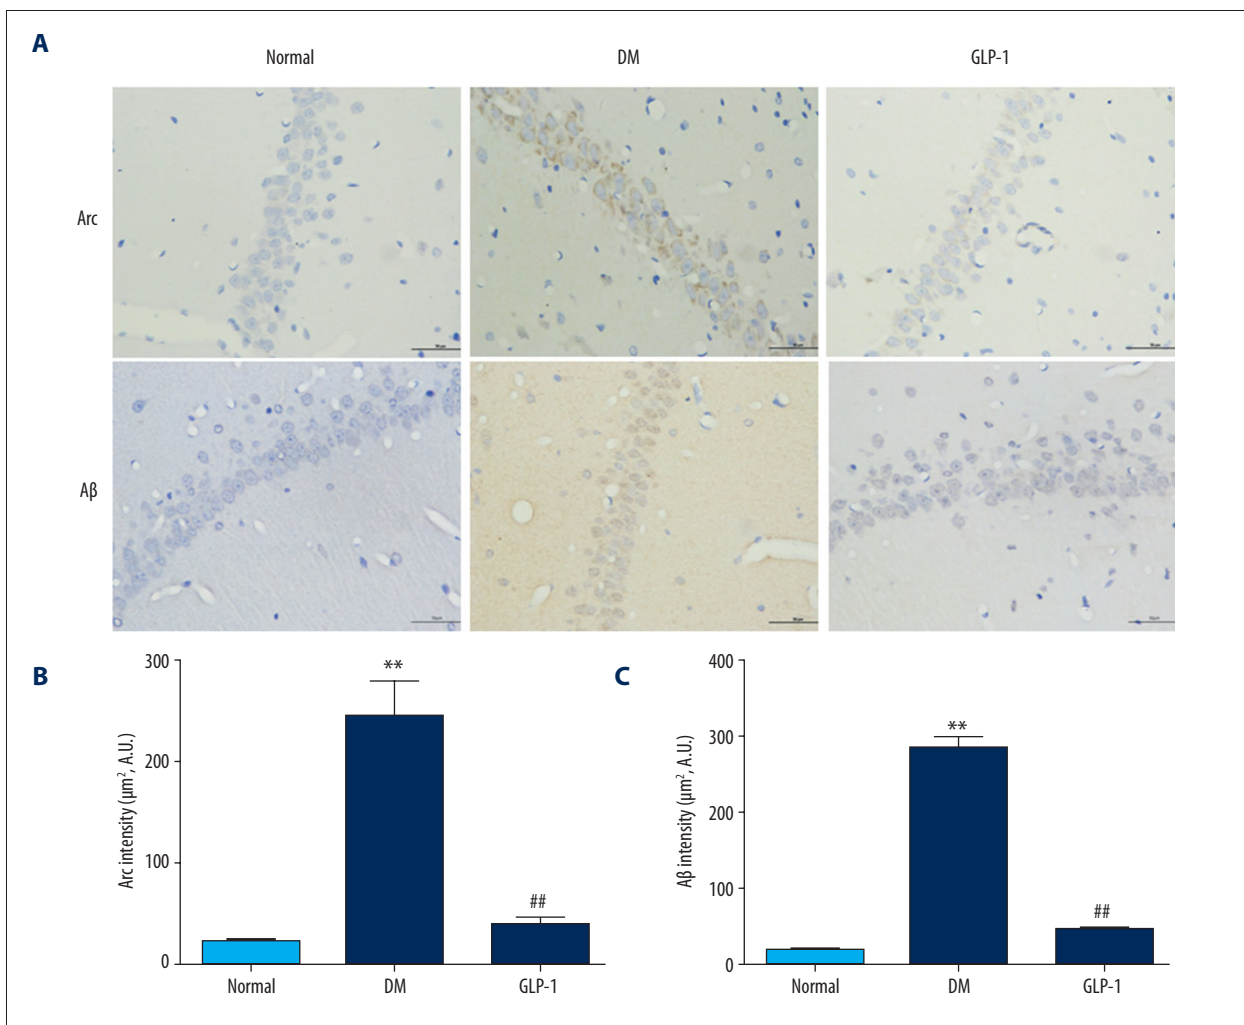 A
Normal
DM
GLP-1
Arc
Aβ
B
Arc intensity (µm², A.U.)
300
200
100
0
**
##
Normal
DM
GLP-1
C
Aβ intensity (µm², A.U.)
400
300
200
100
0
**
##
Normal
DM
GLP-1